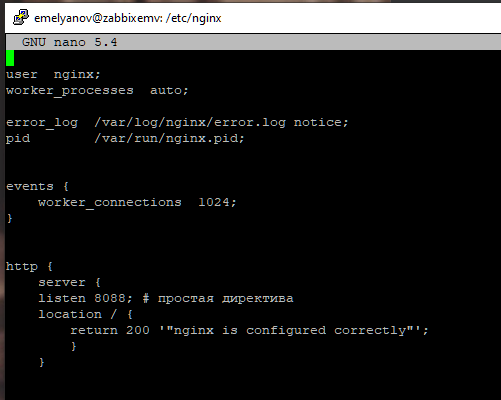 emelyanov@zabbixemv: /etc/nginx
GNU nano 5.4
user  nginx;
worker_processes  auto;
error_log  /var/log/nginx/error.log notice;
pid        /var/run/nginx.pid;
events {
    worker_connections  1024;
}
http {
    server {
    listen 8088; # простая директива
    location / {
        return 200 '"nginx is configured correctly"';
        }
    }